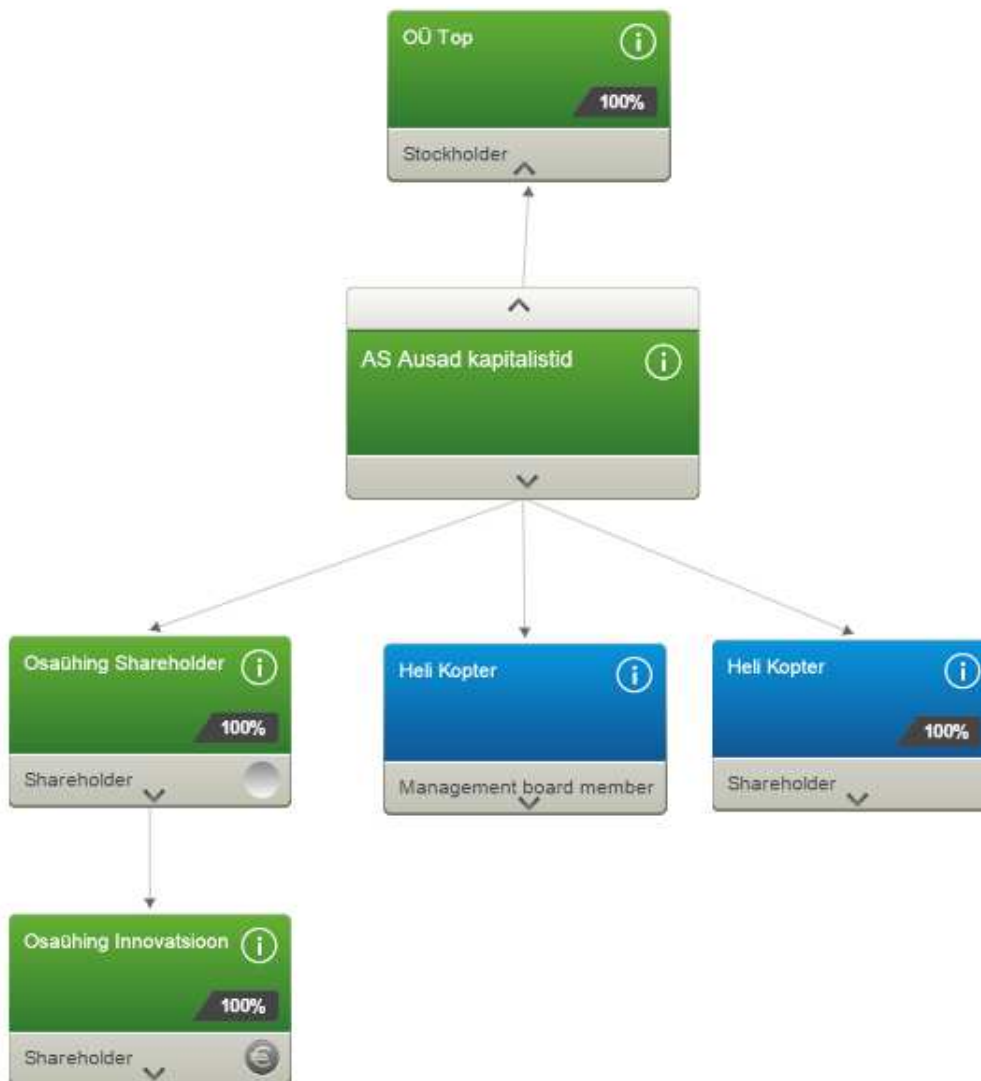 OÜ Top
100%
Stockholder
AS Ausad kapitalistid
Osaühing Shareholder
100%
Shareholder
Heli Kopter
Management board member
Heli Kopter
100%
Shareholder
Osaühing Innovatsioon
100%
Shareholder